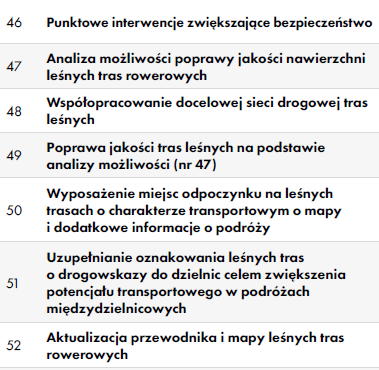 46 Punktowe interwencje zwiększające bezpieczeństwo
47 Analiza możliwości poprawy jakości nawierzchni
leśnych tras rowerowych
48 Współopracowanie docelowej sieci drogowej tras
leśnych
49 Poprawa jakości tras leśnych na podstawie
analizy możliwości (nr 47)
50 Wyposażenie miejsc odpoczynku na leśnych
trasach o charakterze transportowym o mapy
i dodatkowe informacje o podróży
51 Uzupełnianie oznakowania leśnych tras
o drogowskazy do dzielnic celem zwiększenia
potencjału transportowego w podróżach
międzydzielnicowych
52 Aktualizacja przewodnika i mapy leśnych tras
rowerowych